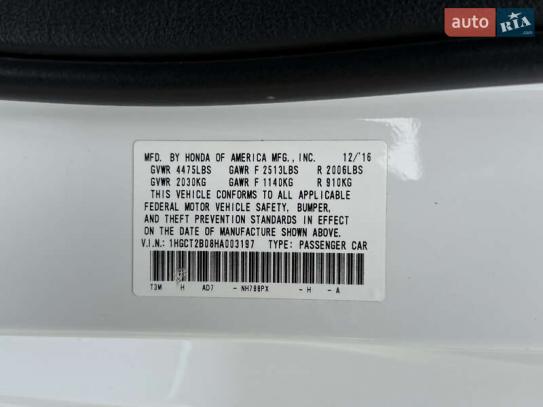 auto RIA
MFD. BY HONDA OF AMERICA MFG., INC. 12/'16
GVWR 4475LBS GAWR F 2513LBS R 2006LBS
GVWR 2030KG GAWR F 1140KG R 910KG
THIS VEHICLE CONFORMS TO ALL APPLICABLE
FEDERAL MOTOR VEHICLE SAFETY, BUMPER,
AND THEFT PREVENTION STANDARDS IN EFFECT
ON THE DATE OF MANUFACTURE SHOWN ABOVE.
V.I.N.: 1HGCT2B08HA003197 TYPE: PASSENGER CAR
T3M H AD7 - NH788PX - H - A